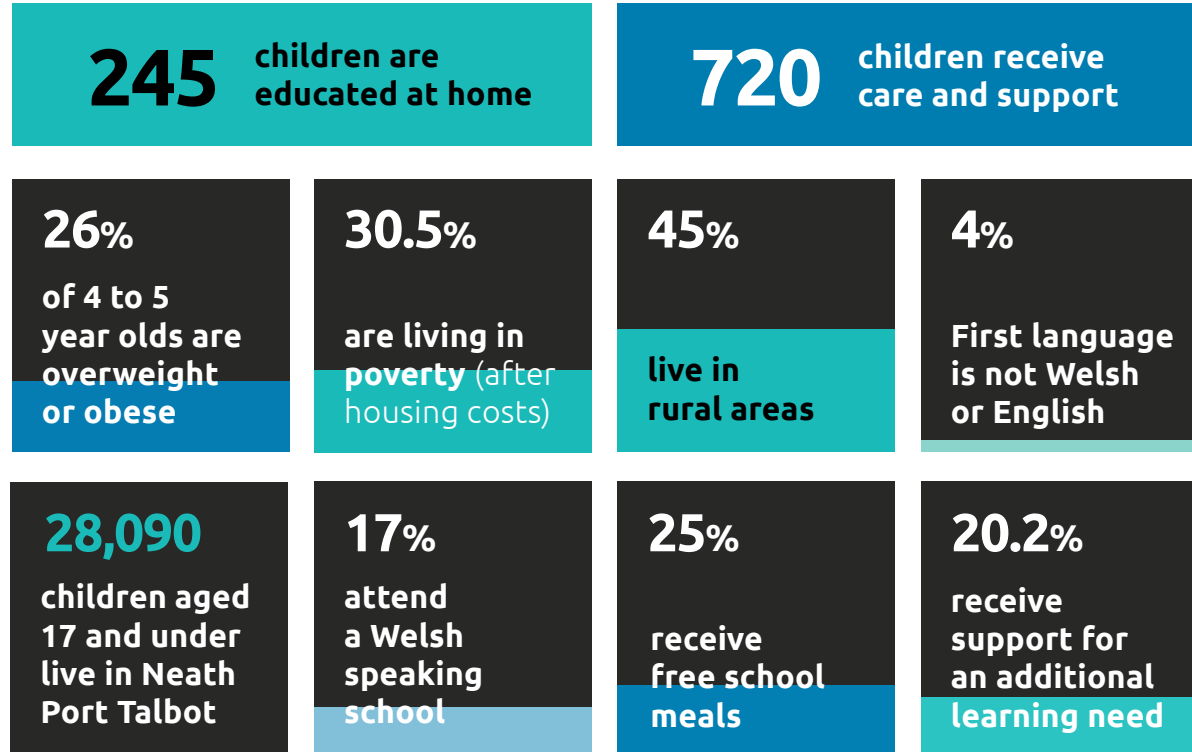 245
children are
educated at home
720
children receive
care and support
26%
of 4 to 5
year olds are
overweight
or obese
30.5%
are living in
poverty (after
housing costs)
45%
live in
rural areas
4%
First language
is not Welsh
or English
28,090
children aged
17 and under
live in Neath
Port Talbot
17%
attend
a Welsh
speaking
school
25%
receive
free school
meals
20.2%
receive
support for
an additional
learning need